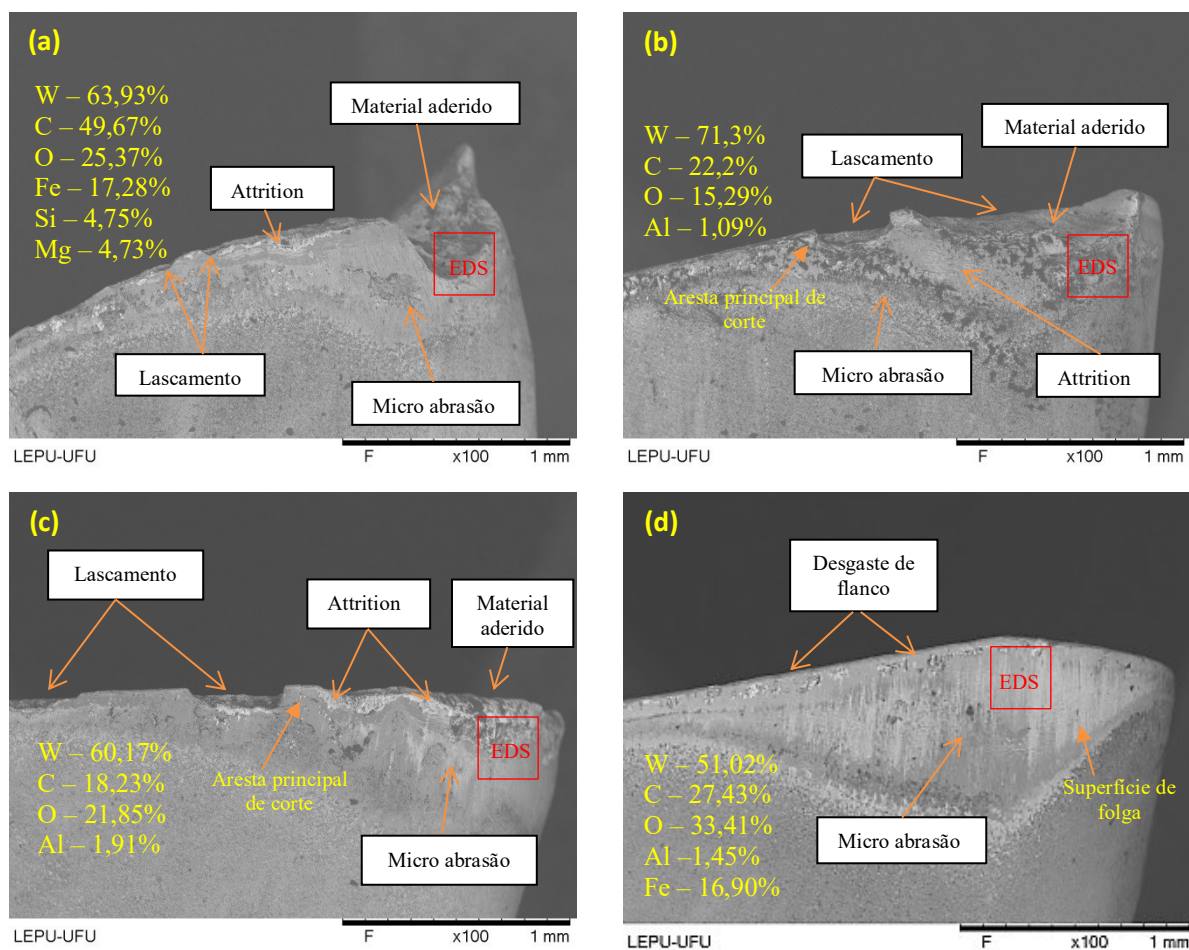 (a)
W – 63,93%
C – 49,67%
O – 25,37%
Fe – 17,28%
Si – 4,75%
Mg – 4,73%
Material aderido
Attrition
EDS
Lascamento
Micro abrasão
LEPU-UFU
F
x100
1 mm
(b)
W – 71,3%
C – 22,2%
O – 15,29%
Al – 1,09%
Lascamento
Material aderido
EDS
Aresta principal de
corte
Micro abrasão
Attrition
LEPU-UFU
F
x100
1 mm
(c)
Lascamento
Attrition
Material
aderido
EDS
W – 60,17%
C – 18,23%
O – 21,85%
Al – 1,91%
Aresta principal
de corte
Micro abrasão
LEPU-UFU
F
x100
1 mm
(d)
Desgaste de
flanco
EDS
W – 51,02%
C – 27,43%
O – 33,41%
Al –1,45%
Fe – 16,90%
Superfície de
folga
Micro abrasão
LEPU-UFU
F
x100
1 mm